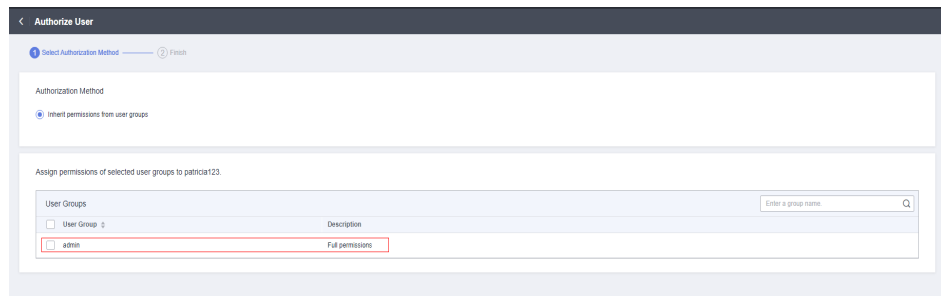 Authorize User
1 Select Authorization Method 2 Finish
Authorization Method
Inherit permissions from user groups
Assign permissions of selected user groups to patricia123.
User Groups Enter a group name.
User Group Description
admin Full permissions